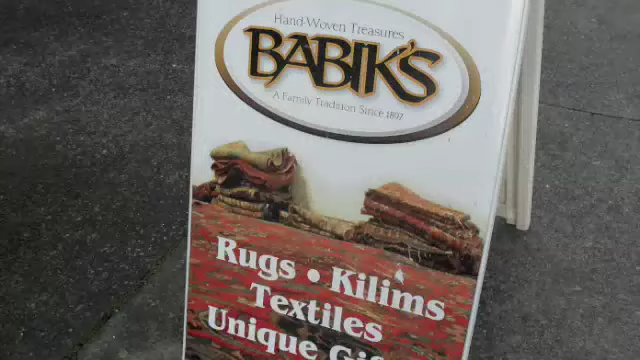 Hand-Woven Treasures
BABIK'S
A Family Tradition Since 1897
Rugs • Kilims
Textiles
Unique